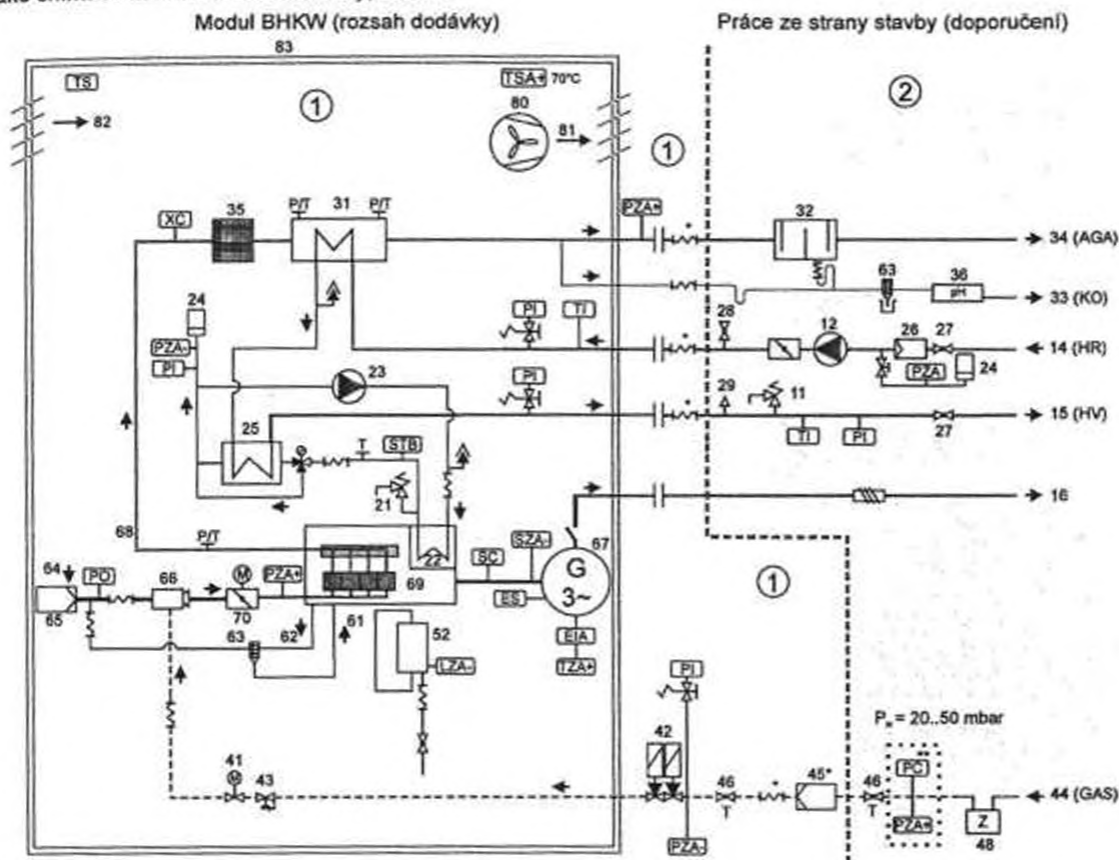 Modul BHKW (rozsah dodávky)
Práce ze strany stavby (doporučení)
83
TS
TSA+ 70°C
1
2
80
82
81
1
PZA+
XC
35
P/T
31
P/T
32
34 (AGA)
63
36
pH
33 (KO)
24
PI
TI
28
12
26
27
14 (HR)
PZA-
PI
PZA
24
23
PI
29
11
15 (HV)
25
T
STB
TI
PI
27
21
16
68
P/T
22
SC
SZA-
67
G
3~
1
64
PO
66
M
PZA+
69
ES
65
70
63
62
61
52
EIA
LZA-
TZA+
PI
= 20..50 mbar
42
**
41
M
43
46
45*
46
PC
44 (GAS)
T
T
PZA+
Z
PZA-
48